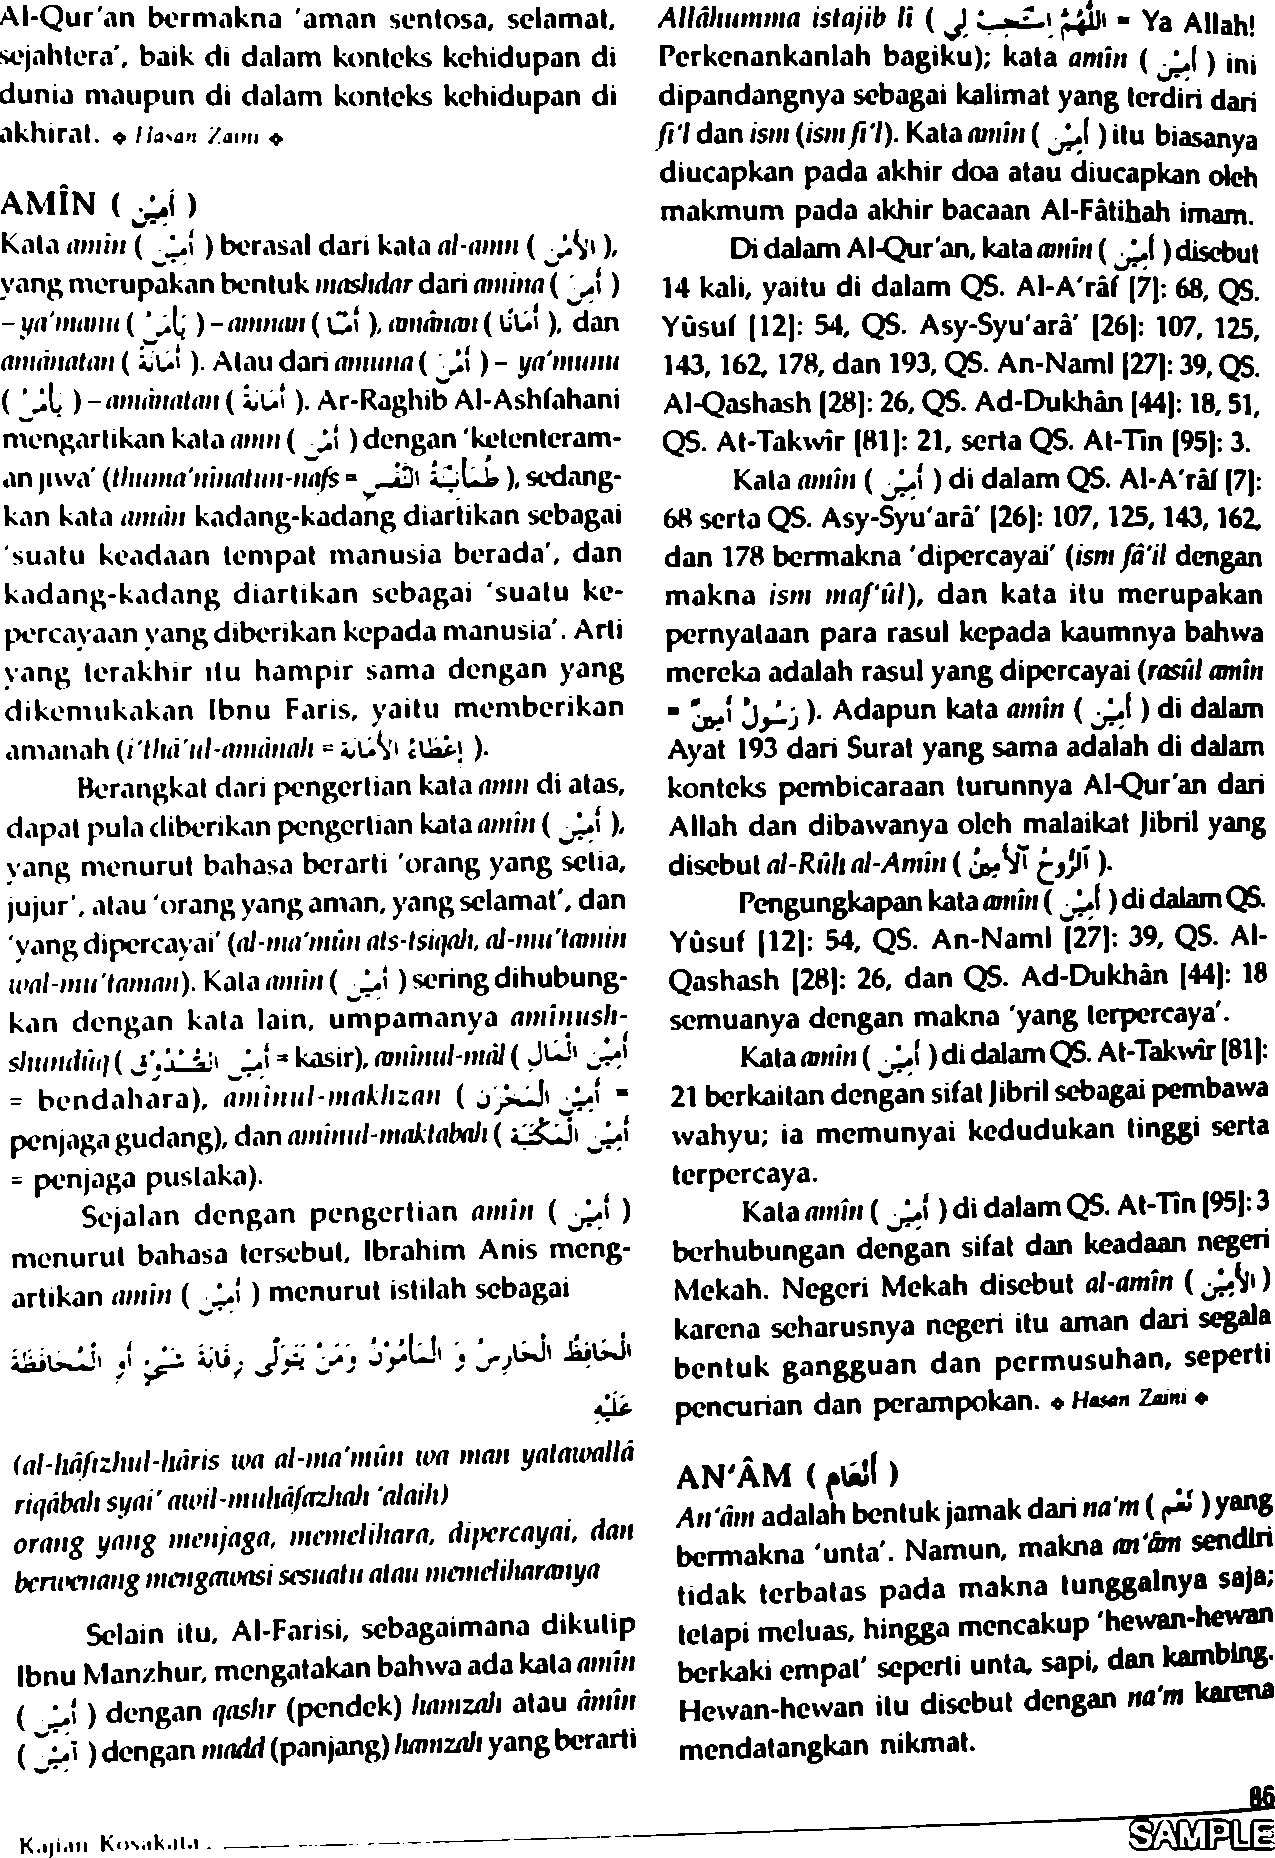 Al-Qur'an bermakna 'aman sentosa, selamat,
sejahtera', baik di dalam konteks kehidupan di
dunia maupun di dalam konteks kehidupan di
akhirat. ◆ Hasan Zaini ◆
AMÎN ( أَمِيْن )
Kata amîn ( أَمِيْن ) berasal dari kata al-amn ( الأَمْن ),
yang merupakan bentuk mashdar dari amina ( أَمِنَ )
– ya'manu ( يَأْمَنُ ) – amnan ( أَمْنًا ), amânan ( أَمَانًا ), dan
amânatan ( أَمَانَةً ). Atau dari amuna ( أَمُنَ ) – ya'munu
( يَأْمُنُ ) – amânatan ( أَمَانَةً ). Ar-Raghib Al-Ashfahani
mengartikan kata amn ( أَمْن ) dengan 'ketenteram-
an jiwa' (thuma'ninatun-nafs = طُمَأْنِيْنَةُ النَّفْسِ ), sedang-
kan kata amân kadang-kadang diartikan sebagai
'suatu keadaan tempat manusia berada', dan
kadang-kadang diartikan sebagai 'suatu ke-
percayaan yang diberikan kepada manusia'. Arti
yang terakhir itu hampir sama dengan yang
dikemukakan Ibnu Faris, yaitu memberikan
amanah (i'thâ'ul-amânah = إِعْطَاءُ الأَمَانَة ).
Berangkat dari pengertian kata amn di atas,
dapat pula diberikan pengertian kata amîn ( أَمِيْن ),
yang menurut bahasa berarti 'orang yang setia,
jujur', atau 'orang yang aman, yang selamat', dan
'yang dipercayai' (al-ma'mûn ats-tsiqah, al-mu'tamin
wal-mu'taman). Kata amîn ( أَمِيْن ) sering dihubung-
kan dengan kata lain, umpamanya amînush-
shundûq ( أَمِيْنُ الصُّنْدُوْق = kasir), amînul-mâl ( أَمِيْنُ الْمَال
= bendahara), amînul-makhzan ( أَمِيْنُ الْمَخْزَن =
penjaga gudang), dan amînul-maktabah ( أَمِيْنُ الْمَكْتَبَة
= penjaga pustaka).
Sejalan dengan pengertian amîn ( أَمِيْن )
menurut bahasa tersebut, Ibrahim Anis meng-
artikan amîn ( أَمِيْن ) menurut istilah sebagai
الْحَافِظُ الْحَارِسُ وَ الْمَأْمُوْنُ وَمَنْ يَتَوَلَّى رِقَابَةَ شَيْئٍ أَوِ الْمُحَافَظَةَ
عَلَيْهِ
(al-hâfizhul-hâris wa al-ma'mûn wa man yatawallâ
riqâbah syai' awil-muhâfazhah 'alaih)
orang yang menjaga, memelihara, dipercayai, dan
berwenang mengawasi sesuatu atau memeliharanya
Selain itu, Al-Farisi, sebagaimana dikutip
Ibnu Manzhur, mengatakan bahwa ada kata amîn
( أَمِيْن ) dengan qashr (pendek) hamzah atau âmîn
( آمِيْن ) dengan madd (panjang) hamzah yang berarti
Allâhumma istajib lî ( اللَّهُمَّ اسْتَجِبْ لِي = Ya Allah!
Perkenankanlah bagiku); kata amîn ( أَمِيْن ) ini
dipandangnya sebagai kalimat yang terdiri dari
fi'l dan ism (ism fi'l). Kata amîn ( أَمِيْن ) itu biasanya
diucapkan pada akhir doa atau diucapkan oleh
makmum pada akhir bacaan Al-Fâtihah imam.
Di dalam Al-Qur'an, kata amîn ( أَمِيْن ) disebut
14 kali, yaitu di dalam QS. Al-A'râf [7]: 68, QS.
Yûsuf [12]: 54, QS. Asy-Syu'arâ' [26]: 107, 125,
143, 162, 178, dan 193, QS. An-Naml [27]: 39, QS.
Al-Qashash [28]: 26, QS. Ad-Dukhân [44]: 18, 51,
QS. At-Takwîr [81]: 21, serta QS. At-Tîn [95]: 3.
Kata amîn ( أَمِيْن ) di dalam QS. Al-A'râf [7]:
68 serta QS. Asy-Syu'arâ' [26]: 107, 125, 143, 162,
dan 178 bermakna 'dipercayai' (ism fâ'il dengan
makna ism maf'ûl), dan kata itu merupakan
pernyataan para rasul kepada kaumnya bahwa
mereka adalah rasul yang dipercayai (rasûl amîn
= رَسُولٌ أَمِينٌ ). Adapun kata amîn ( أَمِيْن ) di dalam
Ayat 193 dari Surat yang sama adalah di dalam
konteks pembicaraan turunnya Al-Qur'an dari
Allah dan dibawanya oleh malaikat Jibril yang
disebut al-Rûh al-Amîn ( ٱلرُّوحُ ٱلْأَمِينُ ).
Pengungkapan kata amîn ( أَمِيْن ) di dalam QS.
Yûsuf [12]: 54, QS. An-Naml [27]: 39, QS. Al-
Qashash [28]: 26, dan QS. Ad-Dukhân [44]: 18
semuanya dengan makna 'yang terpercaya'.
Kata amîn ( أَمِيْن ) di dalam QS. At-Takwîr [81]:
21 berkaitan dengan sifat Jibril sebagai pembawa
wahyu; ia memunyai kedudukan tinggi serta
terpercaya.
Kata amîn ( أَمِيْن ) di dalam QS. At-Tîn [95]: 3
berhubungan dengan sifat dan keadaan negeri
Mekah. Negeri Mekah disebut al-amîn ( الأَمِيْن )
karena seharusnya negeri itu aman dari segala
bentuk gangguan dan permusuhan, seperti
pencurian dan perampokan. ◆ Hasan Zaini ◆
AN'ÂM ( أَنْعَام )
An'âm adalah bentuk jamak dari na'm ( نَعْم ) yang
bermakna 'unta'. Namun, makna an'âm sendiri
tidak terbatas pada makna tunggalnya saja;
tetapi meluas, hingga mencakup 'hewan-hewan
berkaki empat' seperti unta, sapi, dan kambing.
Hewan-hewan itu disebut dengan na'm karena
mendatangkan nikmat.
86
Kajian Kosakata
SAMPLE